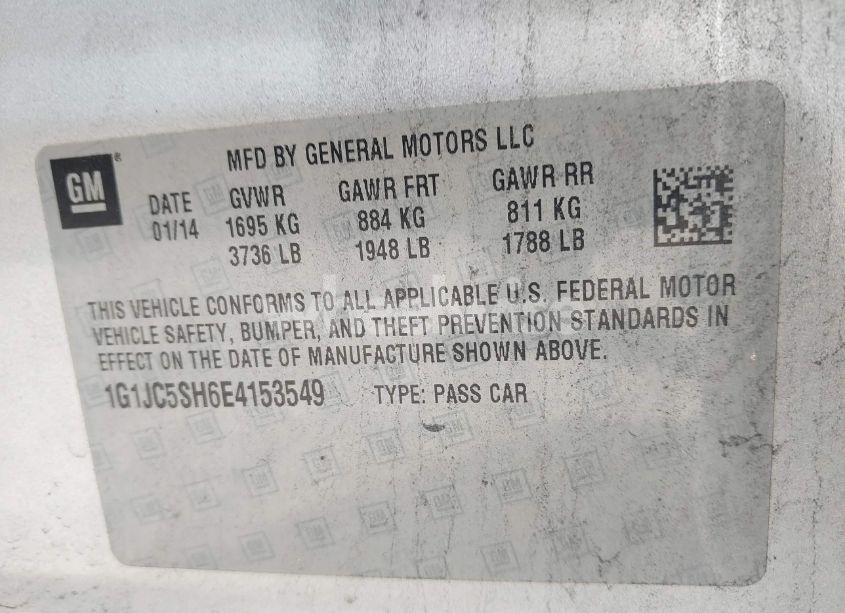 MFD BY GENERAL MOTORS LLC
GM®
DATE GVWR GAWR FRT GAWR RR
01/14 1695 KG 884 KG 811 KG
3736 LB 1948 LB 1788 LB
THIS VEHICLE CONFORMS TO ALL APPLICABLE U.S. FEDERAL MOTOR
VEHICLE SAFETY, BUMPER, AND THEFT PREVENTION STANDARDS IN
EFFECT ON THE DATE OF MANUFACTURE SHOWN ABOVE.
1G1JC5SH6E4153549 TYPE: PASS CAR